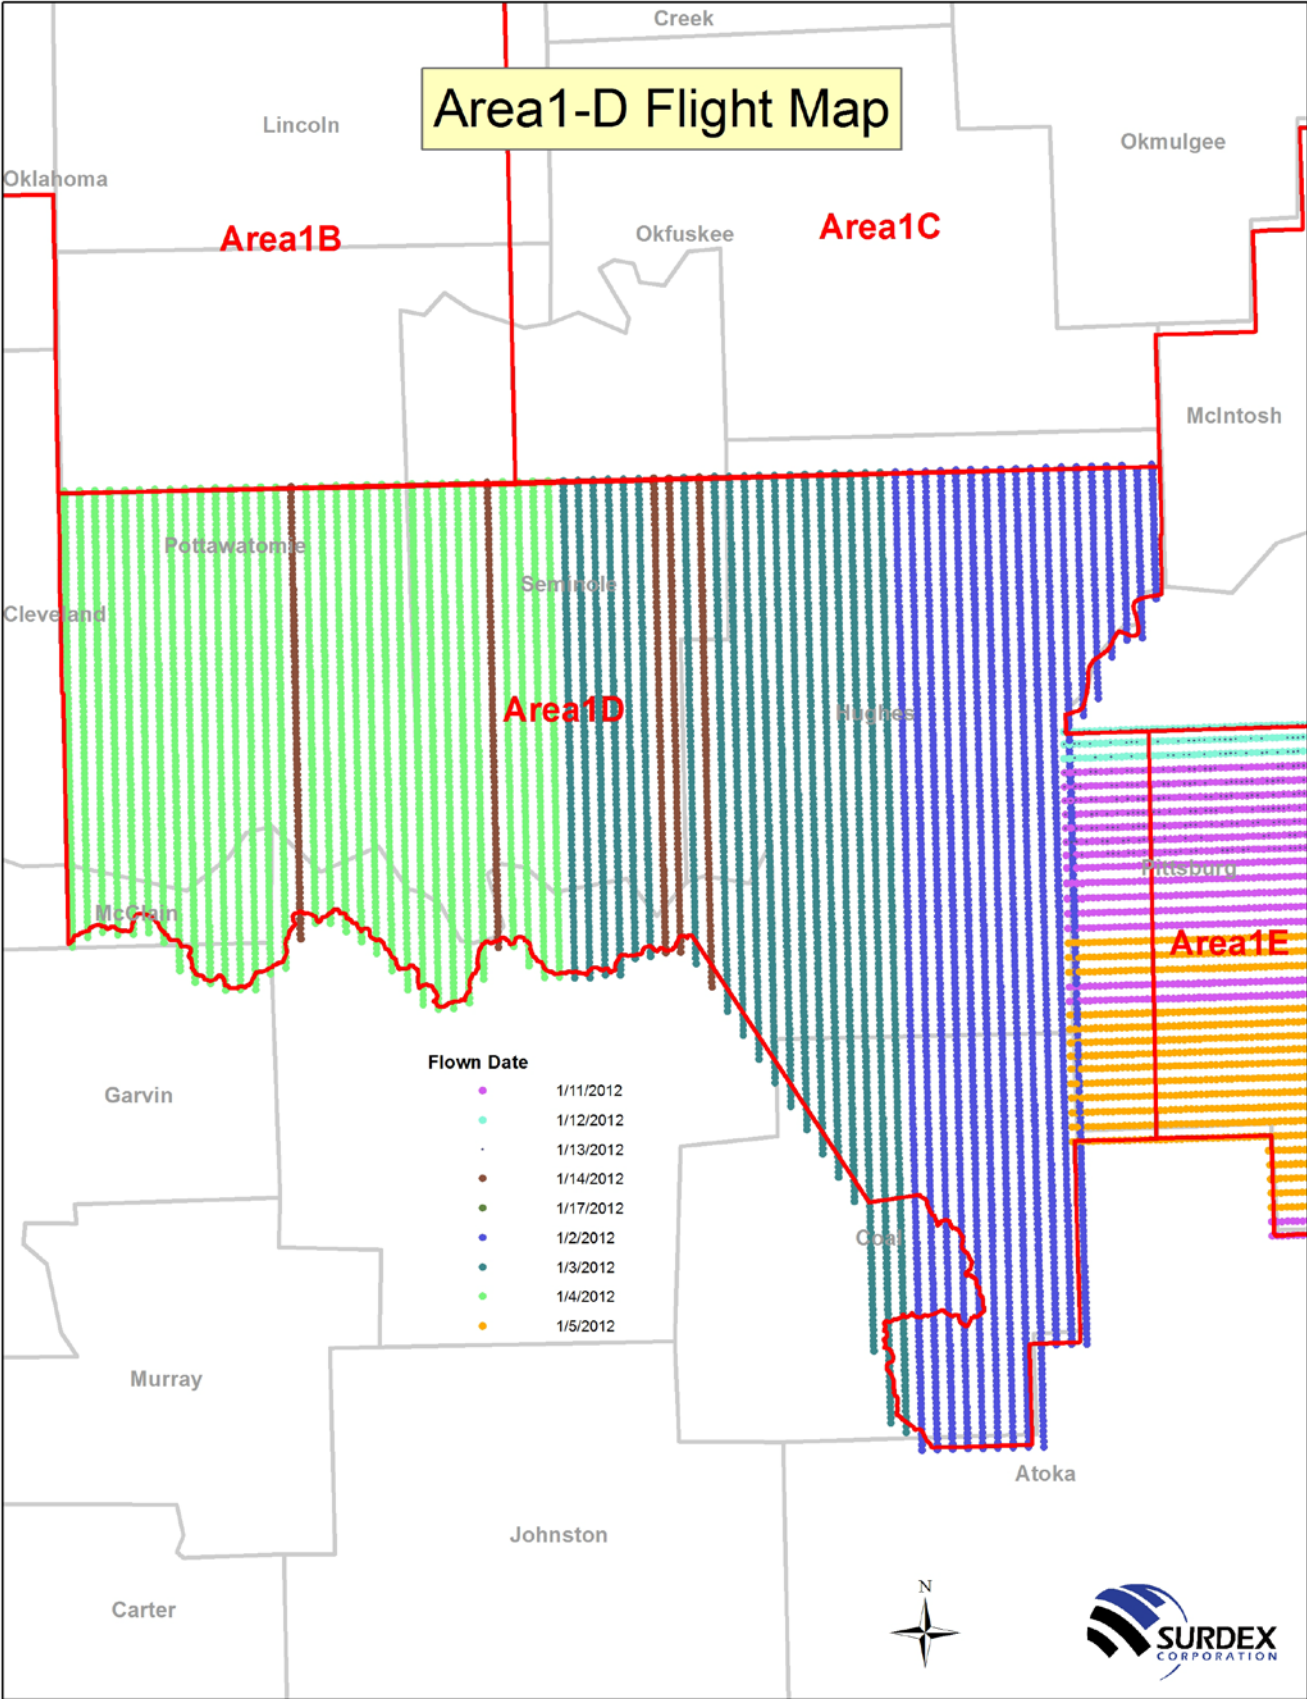 Creek
Area1-D Flight Map
Lincoln
Okmulgee
Oklahoma
Area1B
Okfuskee
Area1C
McIntosh
Pottawatomie
Seminole
Cleveland
Area1D
Hughes
Pittsburg
McClain
Area1E
Flown Date
Garvin
1/11/2012
1/12/2012
1/13/2012
1/14/2012
1/17/2012
1/2/2012
Coal
1/3/2012
1/4/2012
1/5/2012
Murray
Atoka
Johnston
N
Carter
SURDEX
CORPORATION